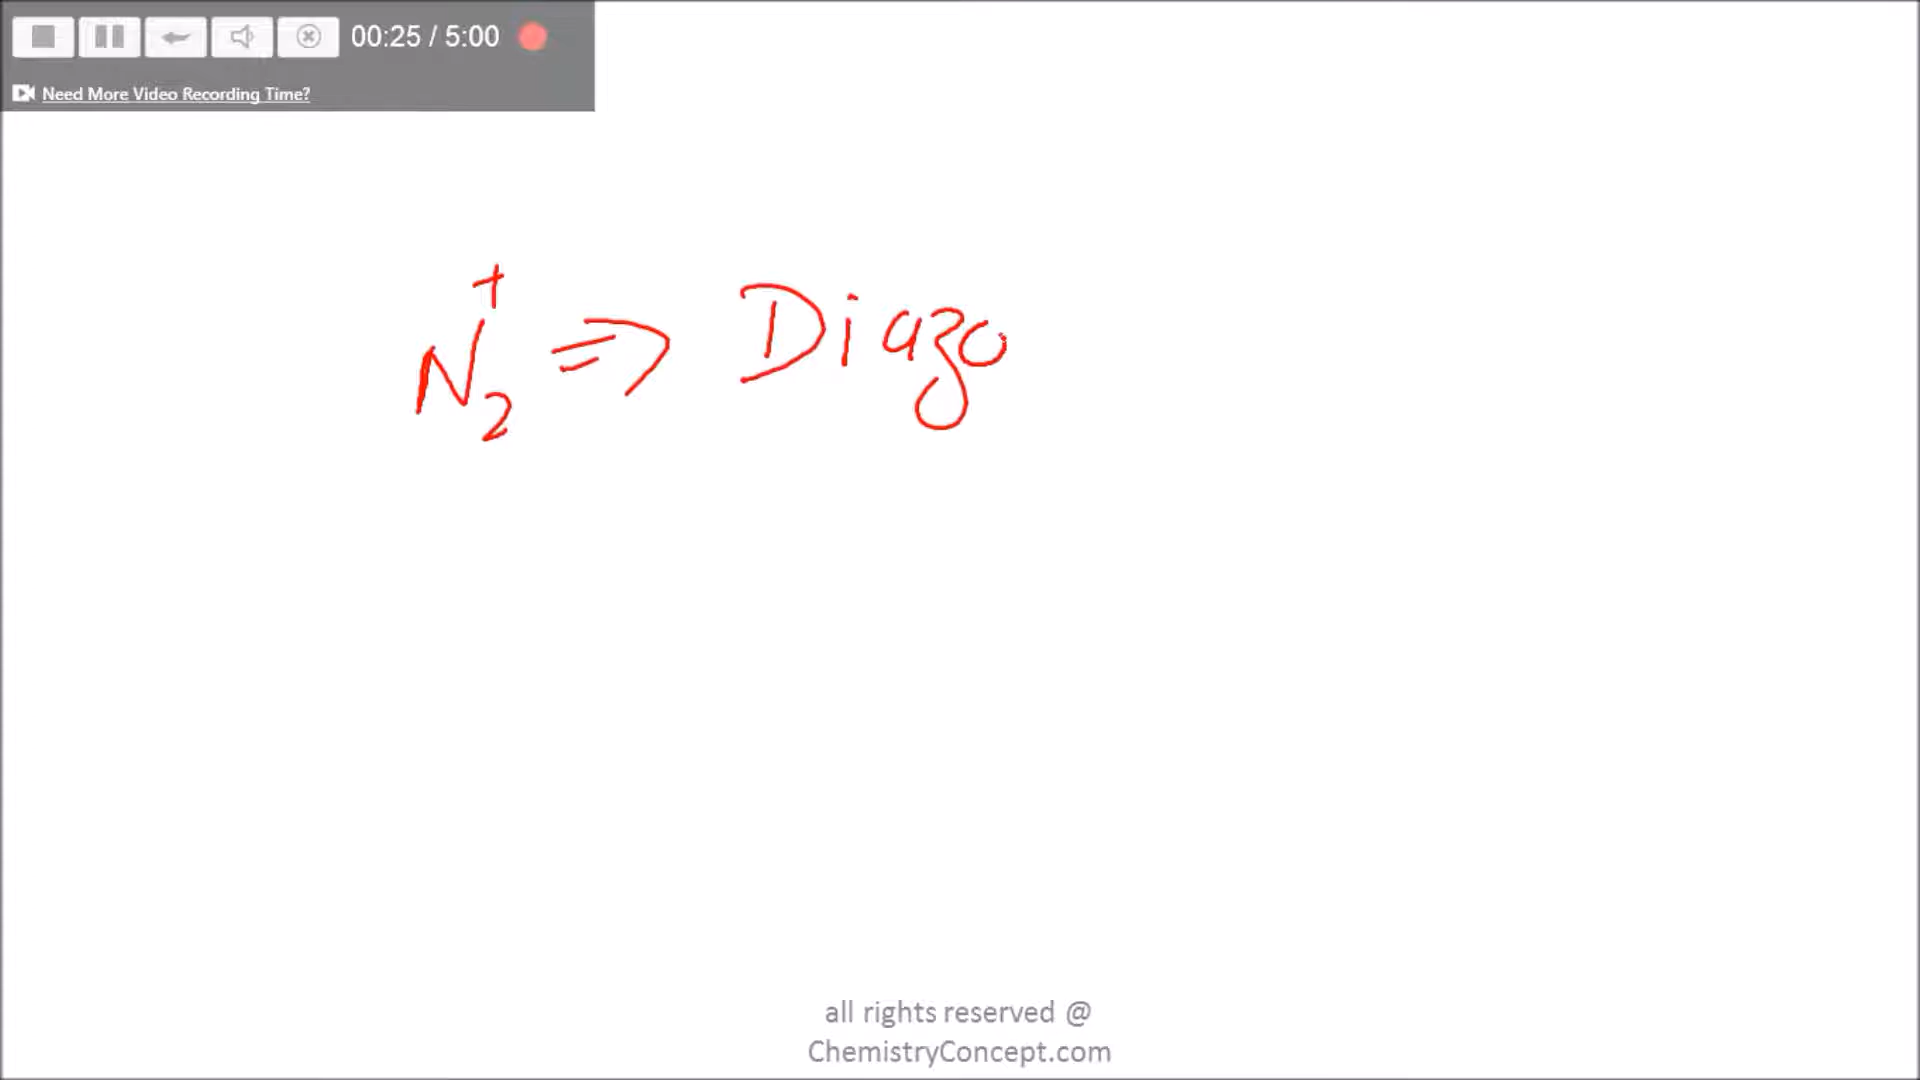 00:25 / 5:00
Need More Video Recording Time?
N₂⁺ ⇒ Diazo
all rights reserved @
ChemistryConcept.com